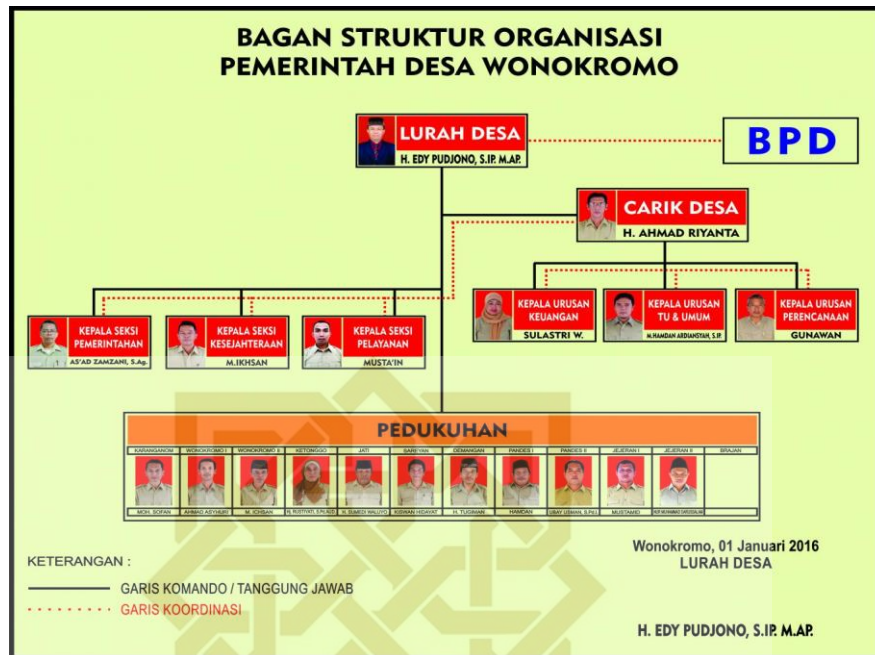 BAGAN STRUKTUR ORGANISASI
PEMERINTAH DESA WONOKROMO
LURAH DESA
H. EDY PUDJONO, S.IP. M.AP.
BPD
CARIK DESA
H. AHMAD RIYANTA
KEPALA URUSAN
KEUANGAN
SULASTRI W.
KEPALA URUSAN
TU & UMUM
M.HAMDAN ARDIANSYAH, S.IP.
KEPALA URUSAN
PERENCANAAN
GUNAWAN
KEPALA SEKSI
PEMERINTAHAN
AS'AD ZAMZANI, S.Ag.
KEPALA SEKSI
KESEJAHTERAAN
M.IKHSAN
KEPALA SEKSI
PELAYANAN
MUSTA'IN
PEDUKUHAN
KARANGANOM WONOKROMO I WONOKROMO II KETONGGO JATI SAREYAN DEMANGAN PANDES I PANDES II JEJERAN I JEJERAN II BRAJAN
MOH. SOFAN AHMAD ASYHURI M. ICHSAN K. SUMEDI WALUYO RIDWAN HIDAYAT H. TUGIMAN HAMDAN MUSTAMID
KETERANGAN :
GARIS KOMANDO / TANGGUNG JAWAB
GARIS KOORDINASI
Wonokromo, 01 Januari 2016
LURAH DESA
H. EDY PUDJONO, S.IP. M.AP.